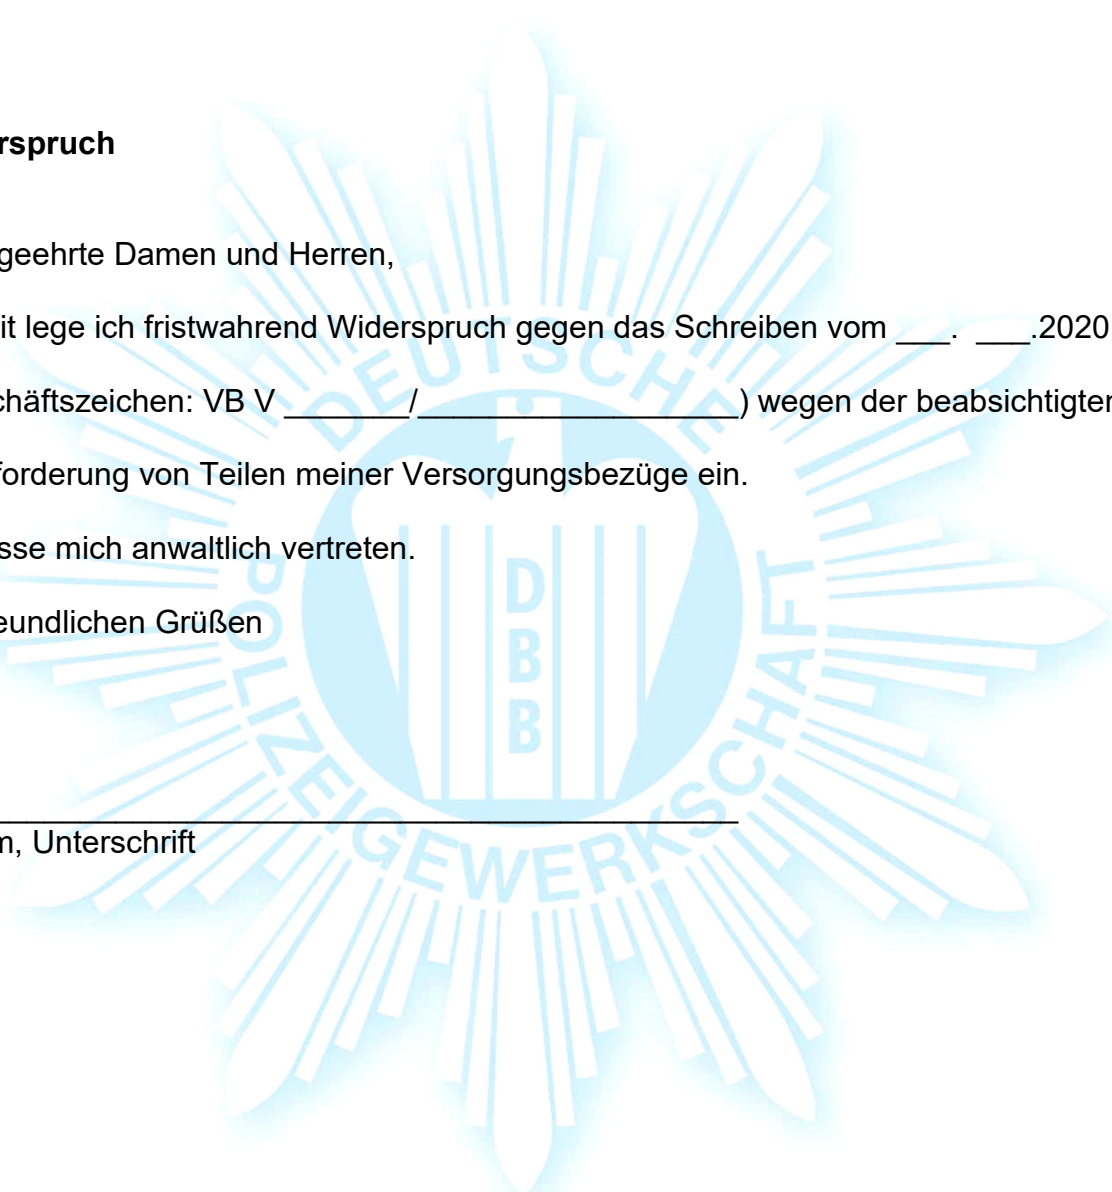 rspruch
geehrte Damen und Herren,
it lege ich fristwahrend Widerspruch gegen das Schreiben vom ___. ___.2020
chäftszeichen: VB V _______/__________________) wegen der beabsichtigten
forderung von Teilen meiner Versorgungsbezüge ein.
sse mich anwaltlich vertreten.
eundlichen Grüßen
__________________________________________
m, Unterschrift
DEUTSCHE
POLIZEIGEWERKSCHAFT
D
B
B